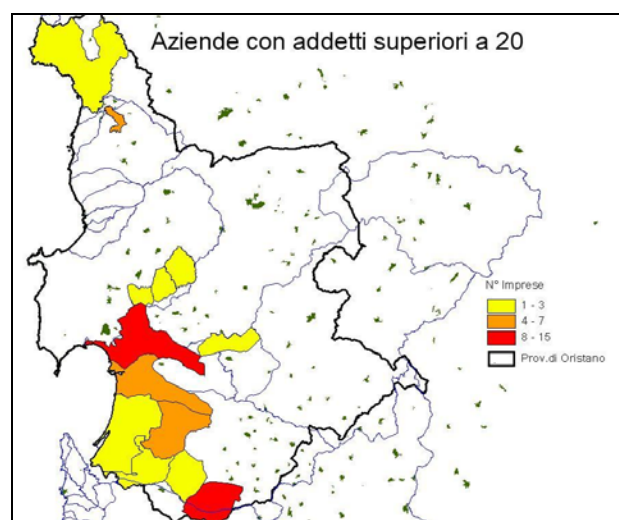 Aziende con addetti superiori a 20
N° Imprese
1 - 3
4 - 7
8 - 15
Prov.di Oristano